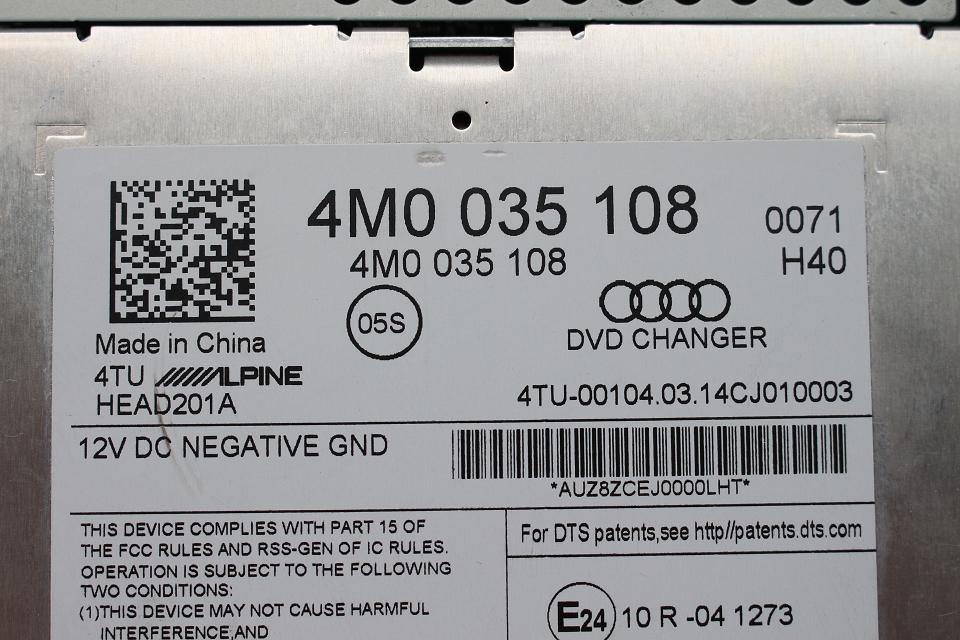 4M0 035 108
0071
4M0 035 108
H40
05S
DVD CHANGER
Made in China
4TU ALPINE
HEAD201A
4TU-00104.03.14CJ010003
12V DC NEGATIVE GND
*AUZ8ZCEJ0000LHT*
THIS DEVICE COMPLIES WITH PART 15 OF
THE FCC RULES AND RSS-GEN OF IC RULES.
OPERATION IS SUBJECT TO THE FOLLOWING
TWO CONDITIONS:
(1)THIS DEVICE MAY NOT CAUSE HARMFUL
INTERFERENCE,AND
For DTS patents,see http//patents.dts.com
E24 10 R -04 1273